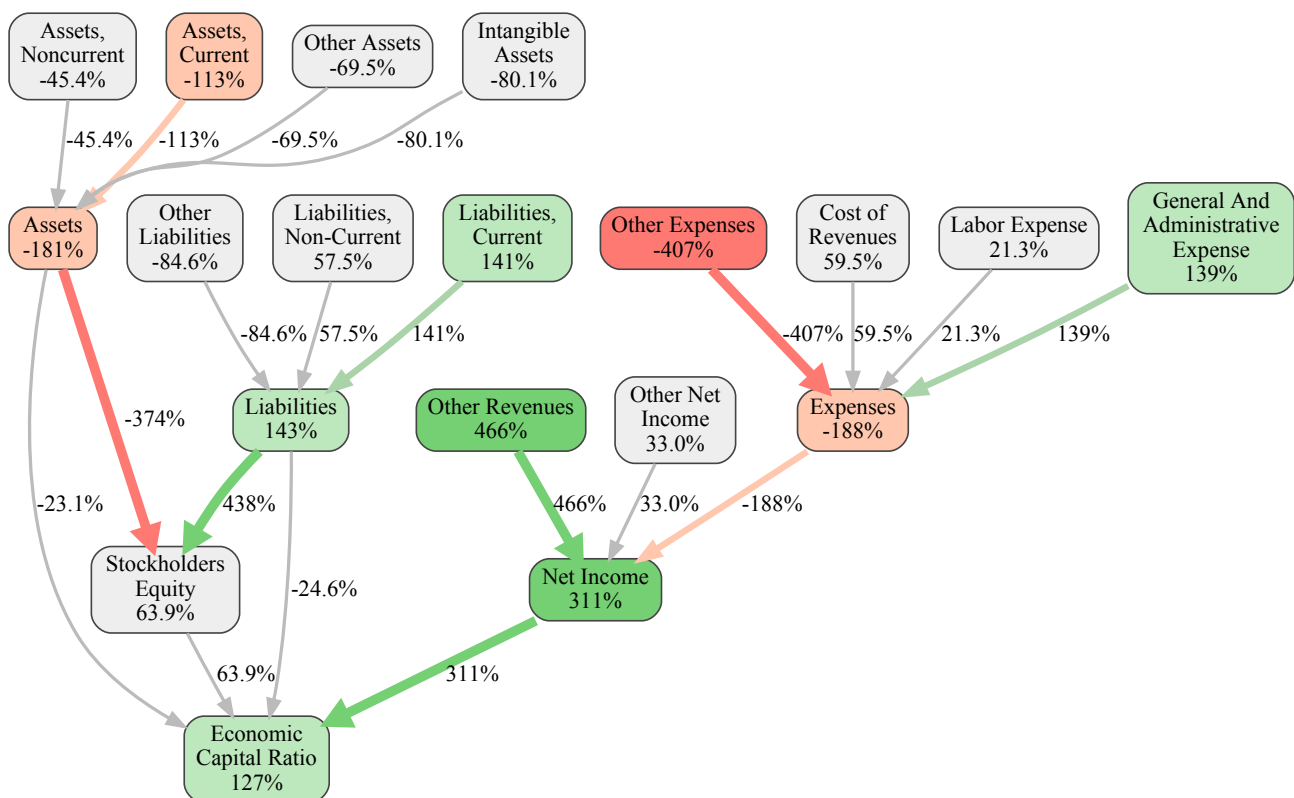 Assets,
Noncurrent
-45.4%
Assets,
Current
-113%
Other Assets
-69.5%
Intangible
Assets
-80.1%
-45.4%
-113%
-69.5%
-80.1%
Assets
-181%
Other
Liabilities
-84.6%
Liabilities,
Non-Current
57.5%
Liabilities,
Current
141%
Other Expenses
-407%
Cost of
Revenues
59.5%
Labor Expense
21.3%
General And
Administrative
Expense
139%
-84.6%
57.5%
141%
-407%
59.5%
21.3%
139%
-374%
Liabilities
143%
Other Revenues
466%
Other Net
Income
33.0%
Expenses
-188%
-23.1%
438%
466%
33.0%
-188%
Stockholders
Equity
63.9%
-24.6%
Net Income
311%
63.9%
311%
Economic
Capital Ratio
127%